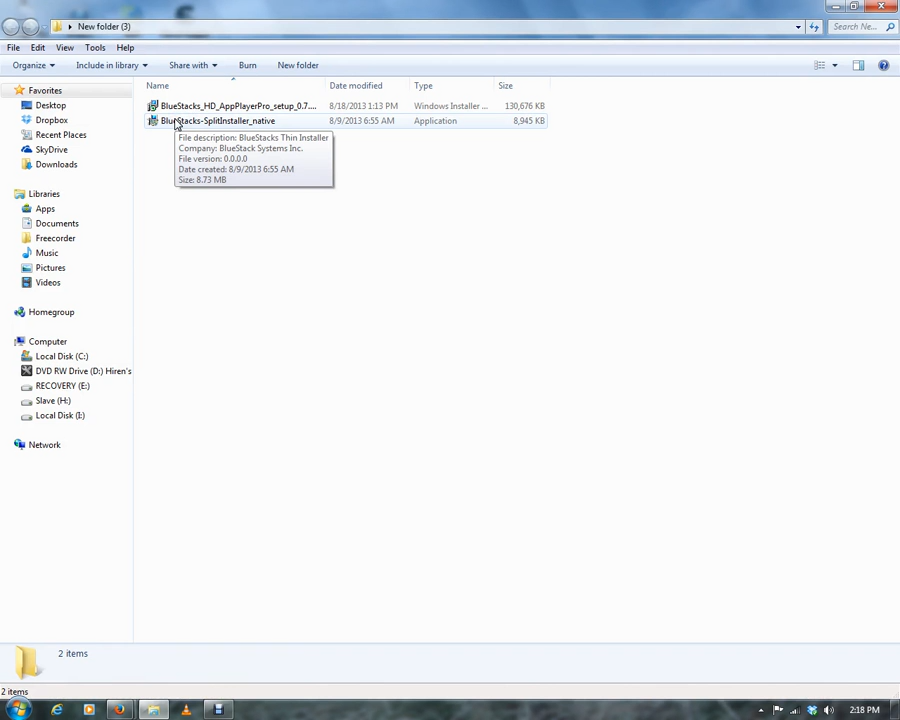 New folder (3)
Search Ne...
File Edit View Tools Help
Organize Include in library Share with Burn New folder
Favorites
Desktop
Dropbox
Recent Places
SkyDrive
Downloads
Libraries
Apps
Documents
Freecorder
Music
Pictures
Videos
Homegroup
Computer
Local Disk (C:)
DVD RW Drive (D:) Hiren's
RECOVERY (E:)
Slave (H:)
Local Disk (I:)
Network
Name Date modified Type Size
BlueStacks_HD_AppPlayerPro_setup_0.7.... 8/18/2013 1:13 PM Windows Installer ... 130,676 KB
BlueStacks-SplitInstaller_native 8/9/2013 6:55 AM Application 8,945 KB
File description: BlueStacks Thin Installer
Company: BlueStack Systems Inc.
File version: 0.0.0.0
Date created: 8/9/2013 6:55 AM
Size: 8.73 MB
2 items
2 items
2:18 PM